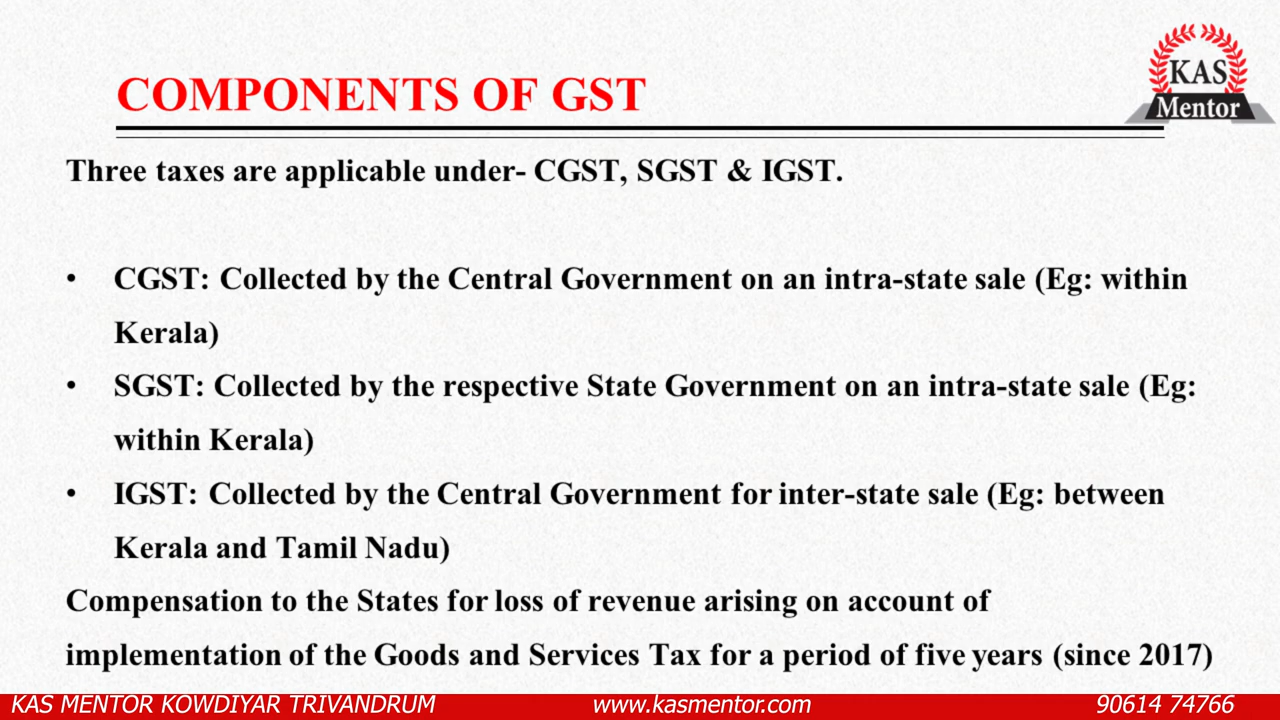 KAS
Mentor
COMPONENTS OF GST
Three taxes are applicable under- CGST, SGST & IGST.
• CGST: Collected by the Central Government on an intra-state sale (Eg: within
Kerala)
• SGST: Collected by the respective State Government on an intra-state sale (Eg:
within Kerala)
• IGST: Collected by the Central Government for inter-state sale (Eg: between
Kerala and Tamil Nadu)
Compensation to the States for loss of revenue arising on account of
implementation of the Goods and Services Tax for a period of five years (since 2017)
KAS MENTOR KOWDIYAR TRIVANDRUM www.kasmentor.com 90614 74766